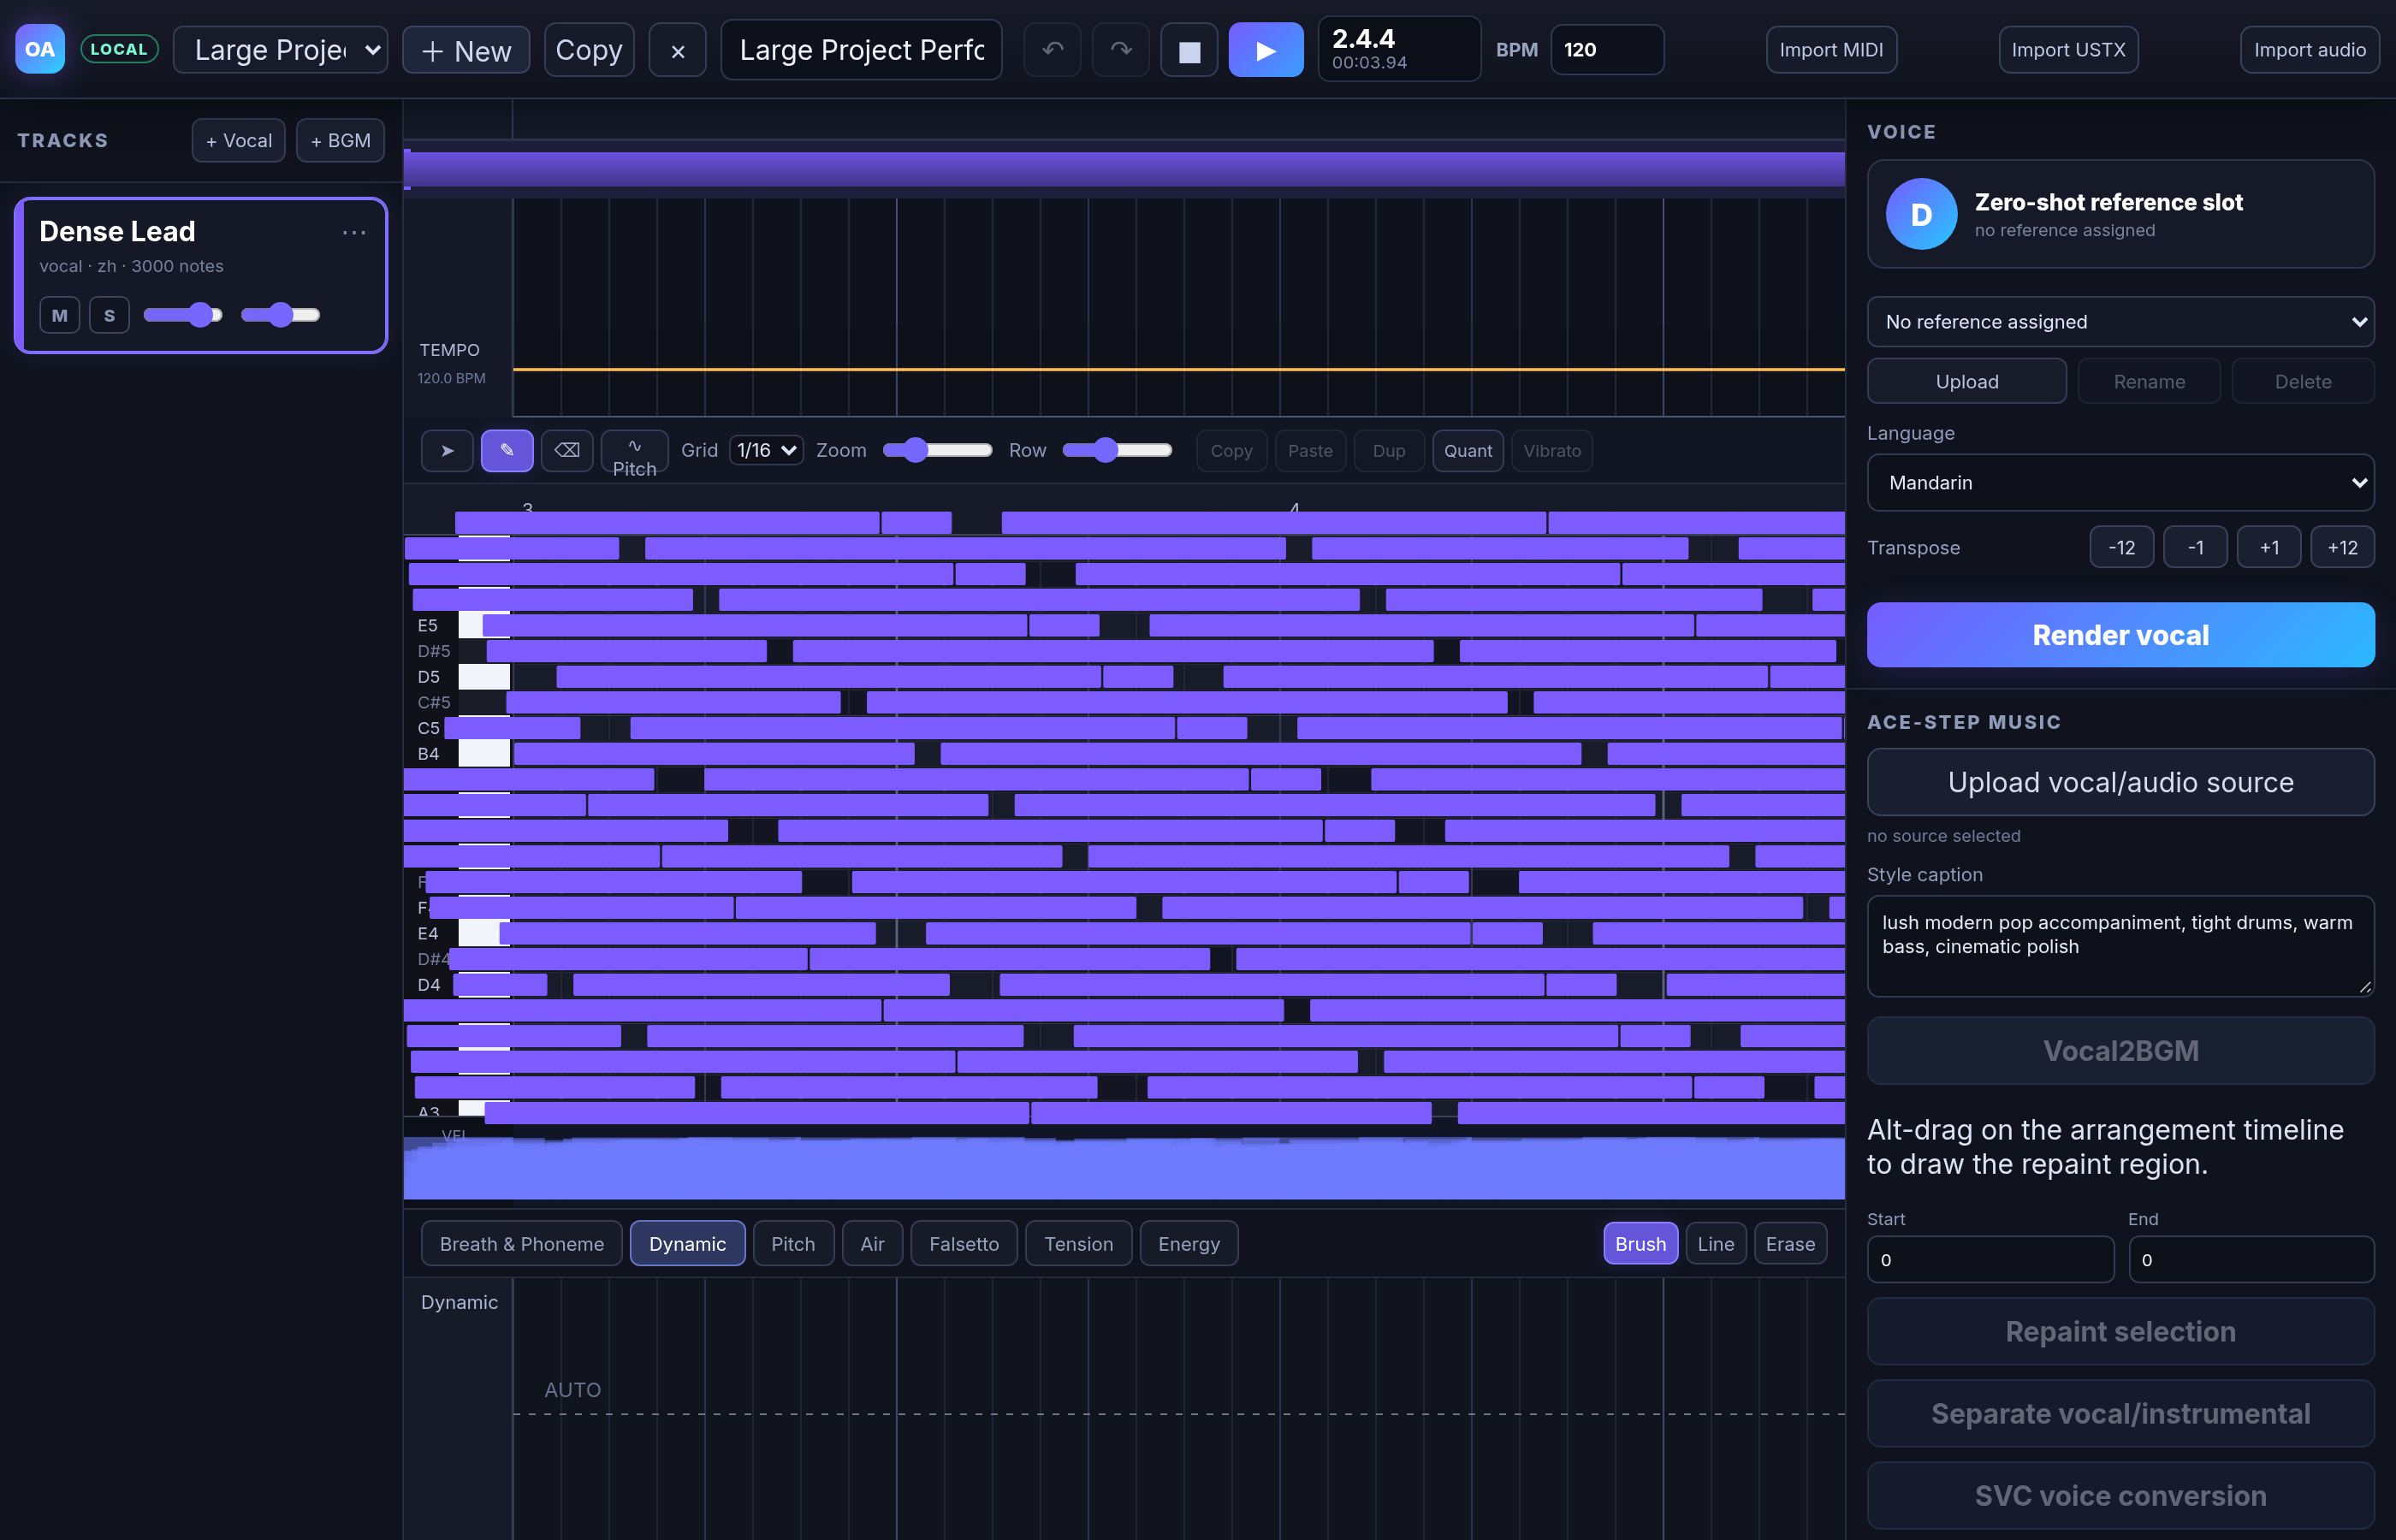 OA
LOCAL
Large Projec
+ New
Copy
×
Large Project Perfo
2.4.4
00:03.94
BPM
120
Import MIDI
Import USTX
Import audio
TRACKS
+ Vocal
+ BGM
Dense Lead
vocal · zh · 3000 notes
M
S
TEMPO
120.0 BPM
Pitch
Grid
1/16
Zoom
Row
Copy
Paste
Dup
Quant
Vibrato
3
4
E5
D#5
D5
C#5
C5
B4
E4
D#4
D4
A3
VEL
Breath & Phoneme
Dynamic
Pitch
Air
Falsetto
Tension
Energy
Brush
Line
Erase
Dynamic
AUTO
VOICE
D
Zero-shot reference slot
no reference assigned
No reference assigned
Upload
Rename
Delete
Language
Mandarin
Transpose
-12
-1
+1
+12
Render vocal
ACE-STEP MUSIC
Upload vocal/audio source
no source selected
Style caption
lush modern pop accompaniment, tight drums, warm
bass, cinematic polish
Vocal2BGM
Alt-drag on the arrangement timeline
to draw the repaint region.
Start
End
0
0
Repaint selection
Separate vocal/instrumental
SVC voice conversion